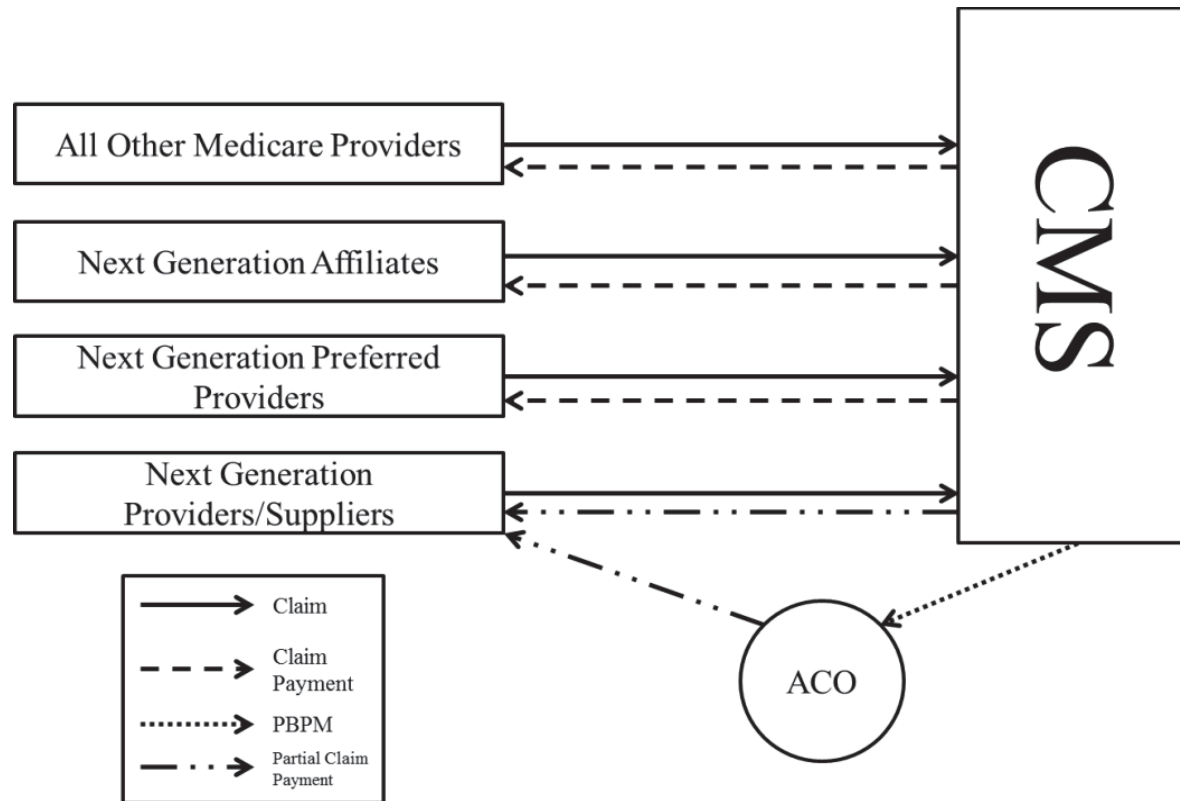 All Other Medicare Providers
Next Generation Affiliates
Next Generation Preferred
Providers
Next Generation
Providers/Suppliers
CMS
ACO
Claim
Claim
Payment
PBPM
Partial Claim
Payment